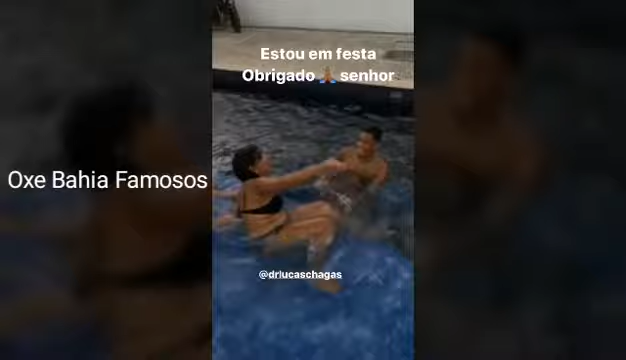 Estou em festa
Obrigado 🙏🏾 senhor
Oxe Bahia Famosos
@drlucaschagas